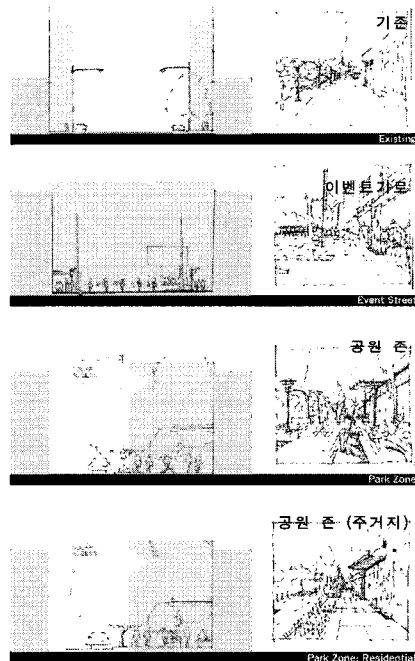 기존
Existing
이벤트가로
Event Street
공원 존
Park Zone
공원 존 (주거지)
Park Zone: Residential